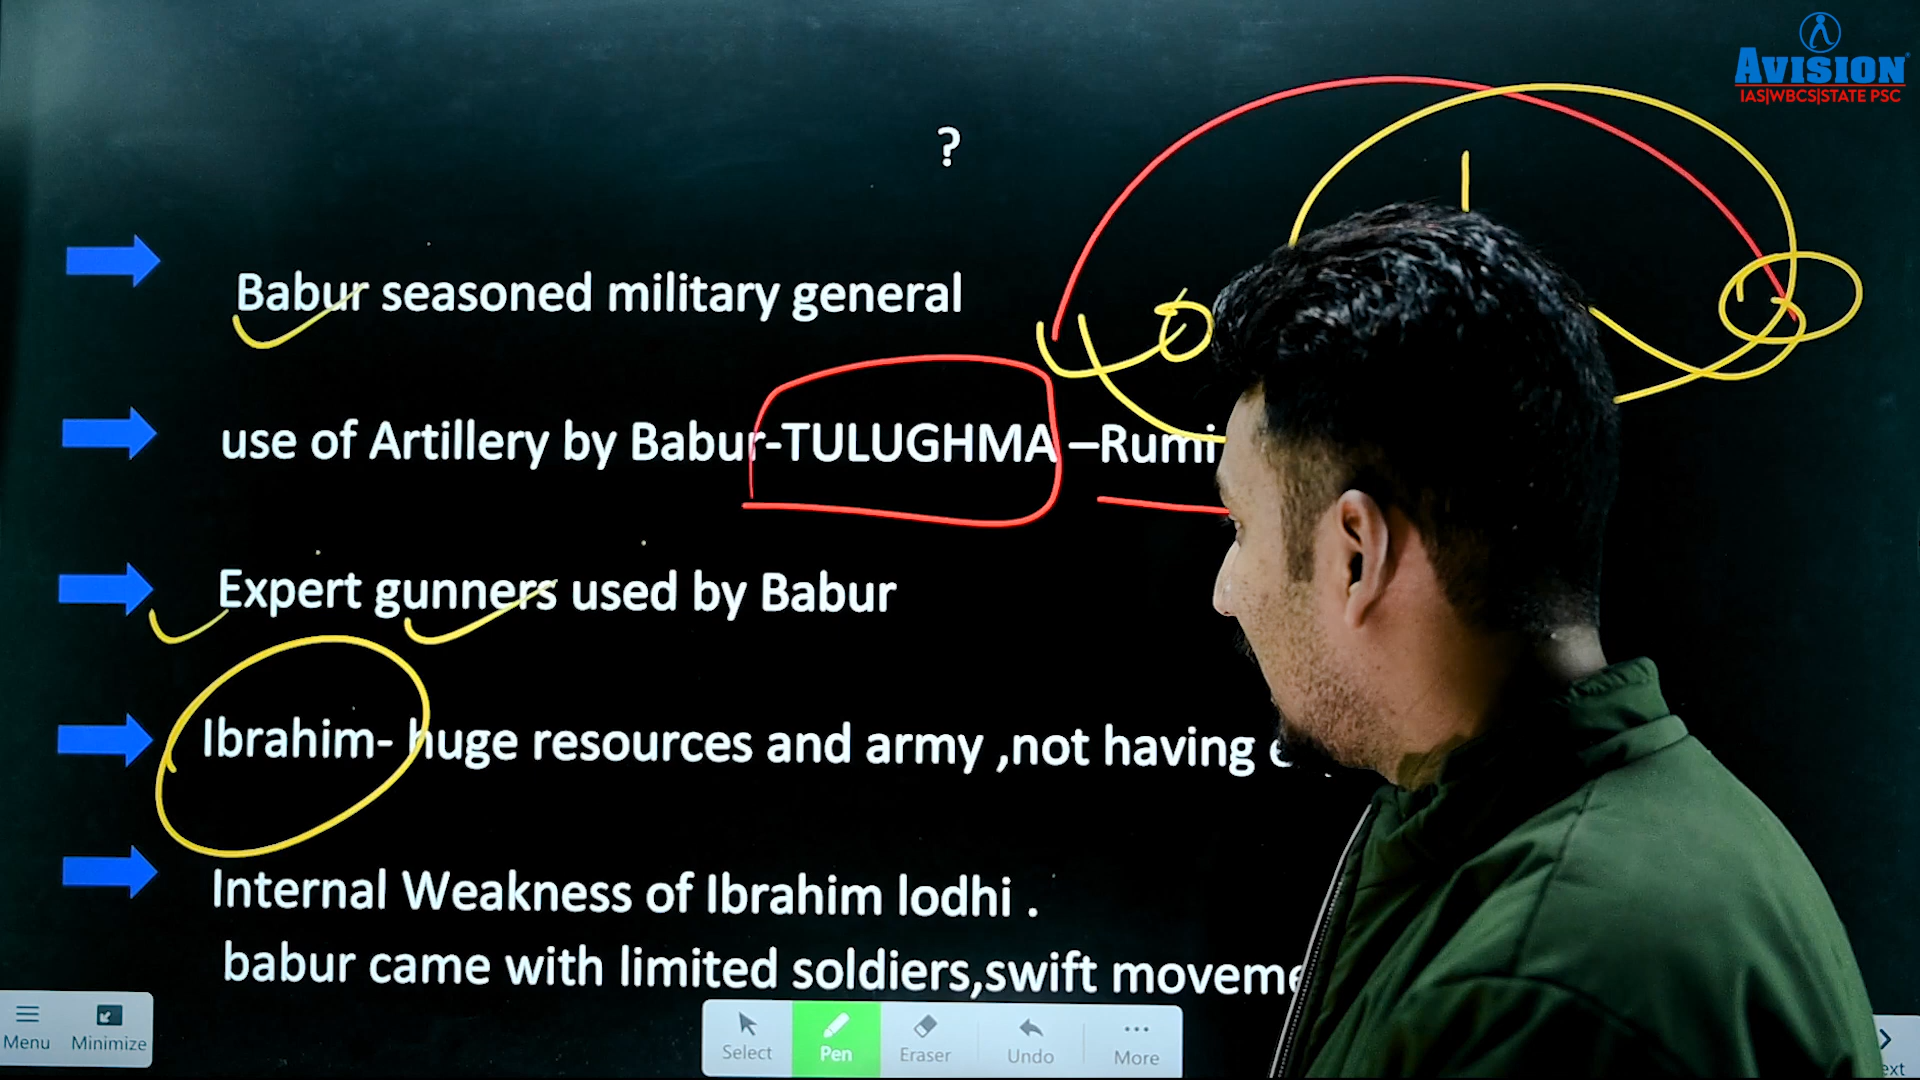 AVISION
IAS|WBCS|STATE PSC
?
Babur seasoned military general
use of Artillery by Babur-TULUGHMA –Rumi
Expert gunners used by Babur
Ibrahim- huge resources and army ,not having
Internal Weakness of Ibrahim lodhi .
babur came with limited soldiers,swift
Menu
Minimize
Select
Pen
Eraser
Undo
More